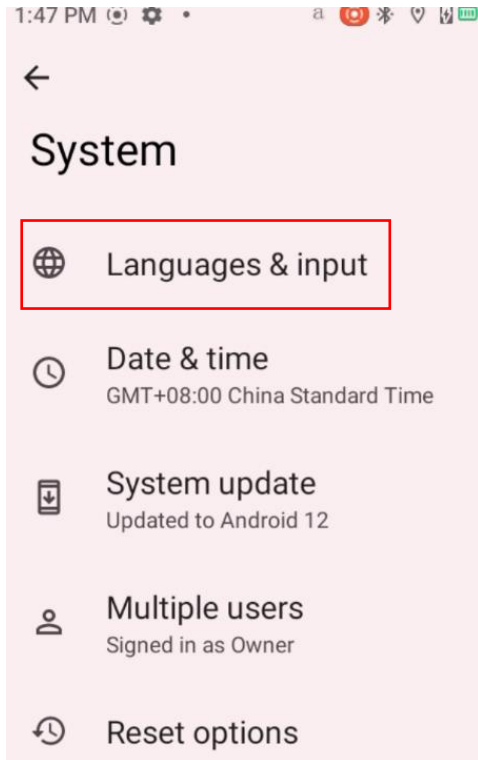 1:47 PM a
System
Languages & input
Date & time
GMT+08:00 China Standard Time
System update
Updated to Android 12
Multiple users
Signed in as Owner
Reset options